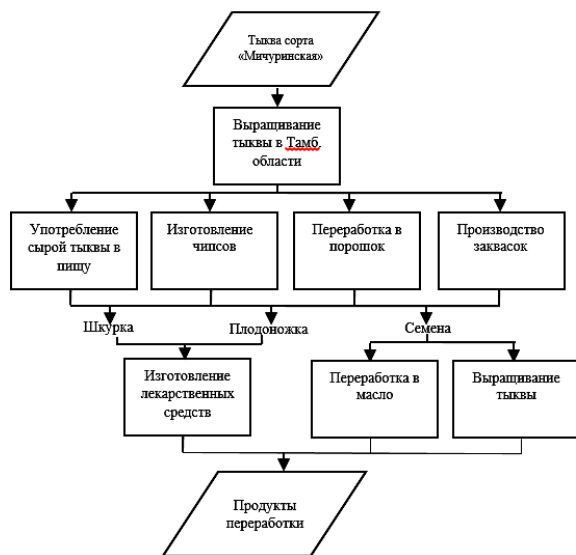 Тыква сорта
«Мичуринская»
Выращивание
тыквы в Тамб.
области
Употребление
сырой тыквы в
пищу
Изготовление
чипсов
Переработка в
порошок
Производство
заквасок
Шкурка
Плодоножка
Семена
Изготовление
лекарственных
средств
Переработка в
масло
Выращивание
тыквы
Продукты
переработки